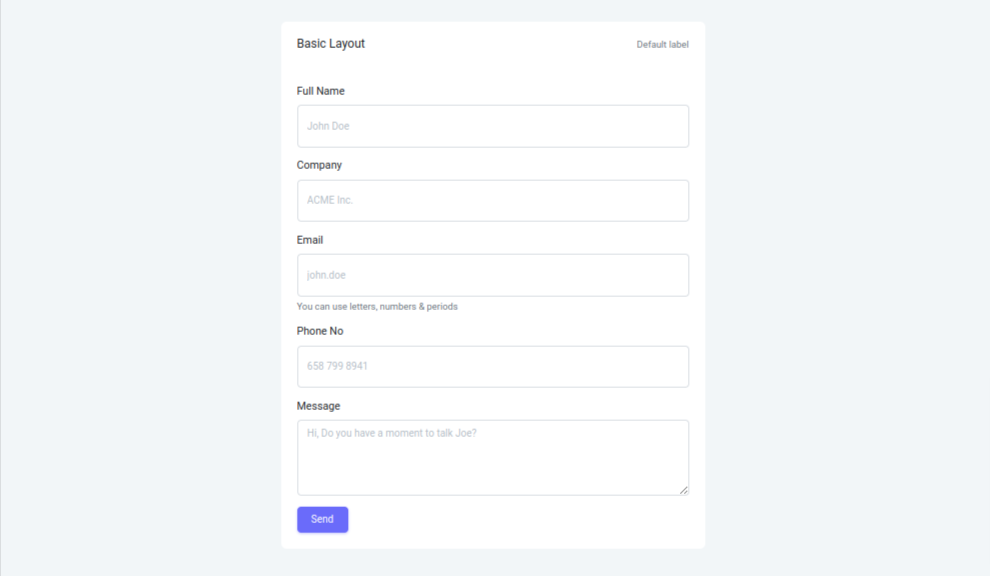 Basic Layout
Default label
Full Name
John Doe
Company
ACME Inc.
Email
john.doe
You can use letters, numbers & periods
Phone No
658 799 8941
Message
Hi, Do you have a moment to talk Joe?
Send